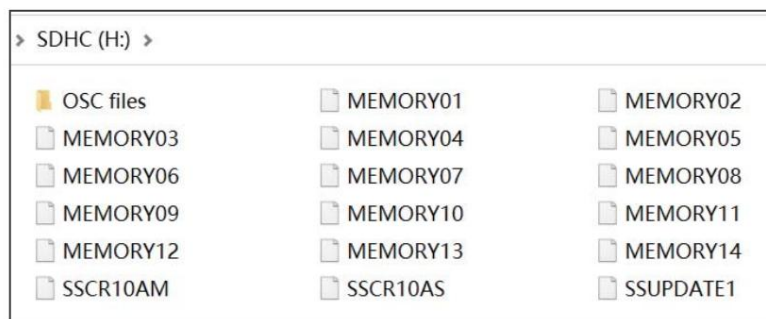 > SDHC (H:) >
OSC files MEMORY01 MEMORY02
MEMORY03 MEMORY04 MEMORY05
MEMORY06 MEMORY07 MEMORY08
MEMORY09 MEMORY10 MEMORY11
MEMORY12 MEMORY13 MEMORY14
SSCR10AM SSCR10AS SSUPDATE1